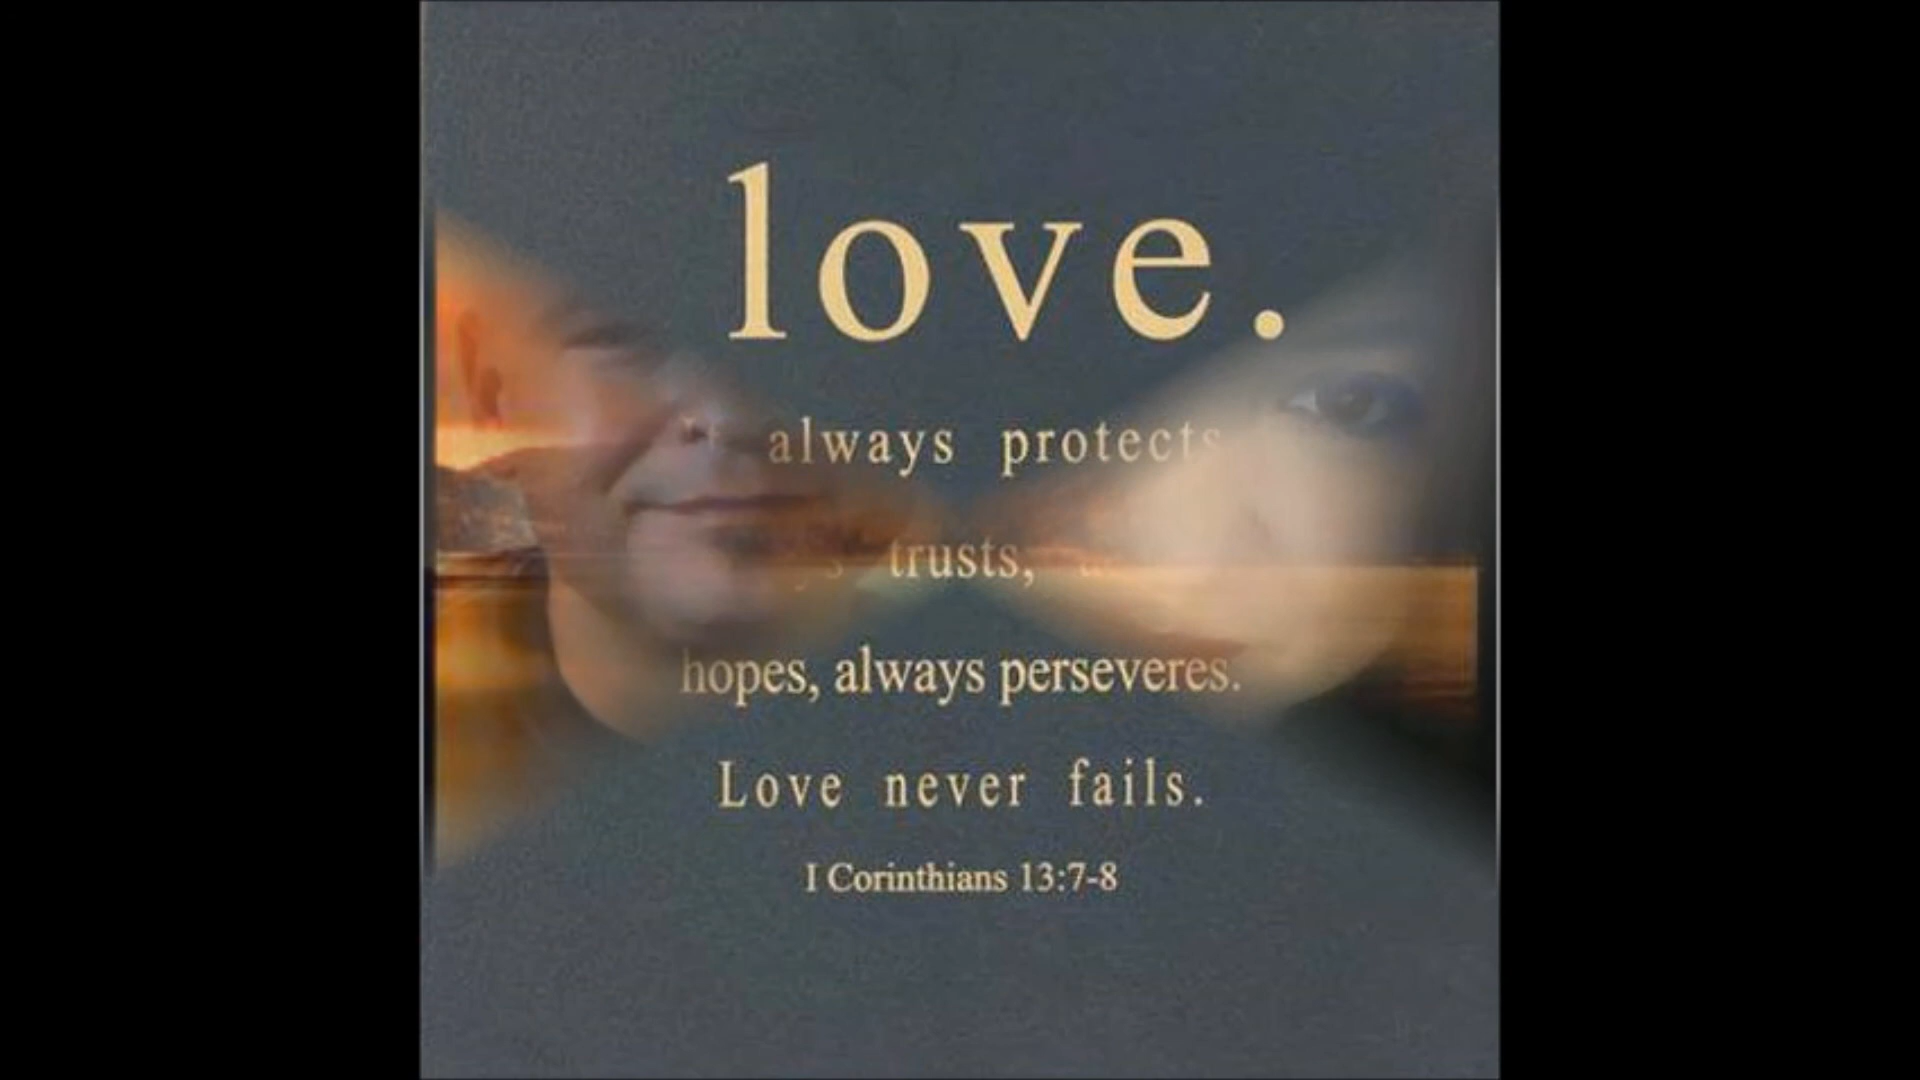 love.
always protects
trusts,
hopes, always perseveres.
Love never fails.
I Corinthians 13:7-8